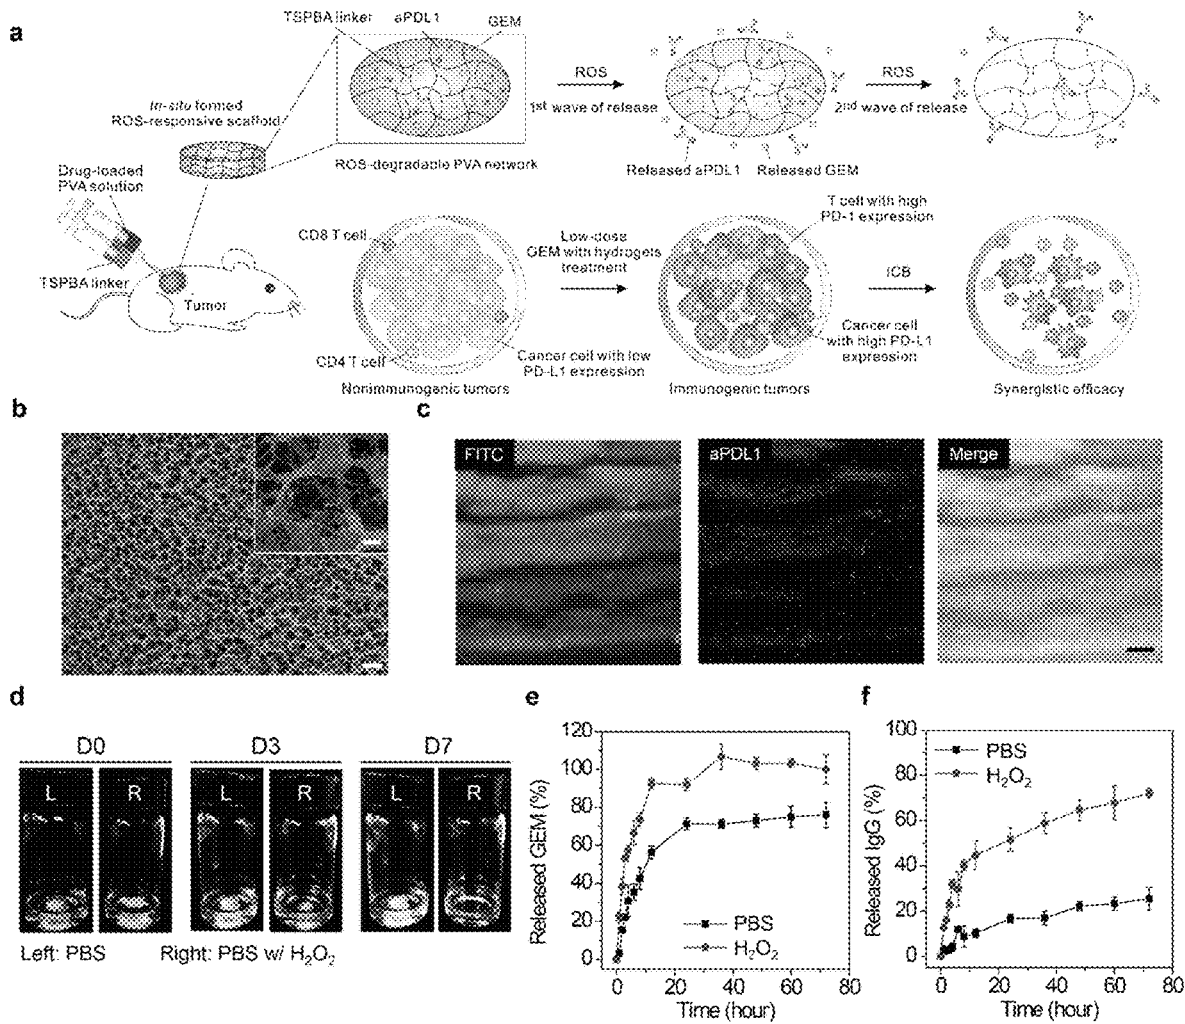 a
TSPBA linker aPDL1 GEM
In-situ formed
ROS-responsive scaffold
ROS
1st wave of release
ROS
2nd wave of release
ROS-degradable PVA network
Released aPDL1 Released GEM
Drug-loaded
PVA solution
TSPBA linker
Tumor
CD8 T cell
CD4 T cell
Cancer cell with low
PD-L1 expression
Nonimmunogenic tumors
Low-dose
GEM with hydrogels
treatment
T cell with high
PD-1 expression
Cancer cell
with high PD-L1
expression
Immunogenic tumors
ICB
Synergistic efficacy
b
c
FITC
aPDL1
Merge
d
D0 D3 D7
L R L R L R
Left: PBS Right: PBS w/ H₂O₂
e
Released GEM (%)
120
100
80
60
40
20
0
PBS
H₂O₂
0 20 40 60 80
Time (hour)
f
Released IgG (%)
100
80
60
40
20
0
PBS
H₂O₂
0 20 40 60 80
Time (hour)